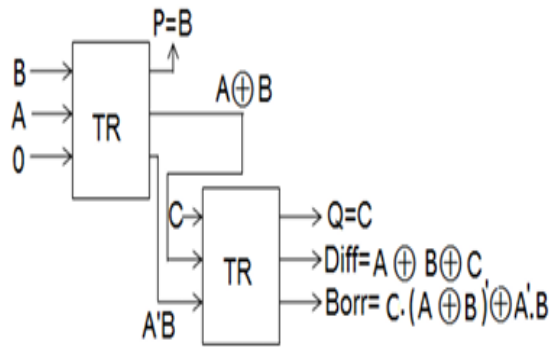 P=B
B
A
0
TR
A⊕B
C
TR
Q=C
Diff= A ⊕ B⊕ C
Borr= C.(A ⊕B)'⊕A'.B
A'B